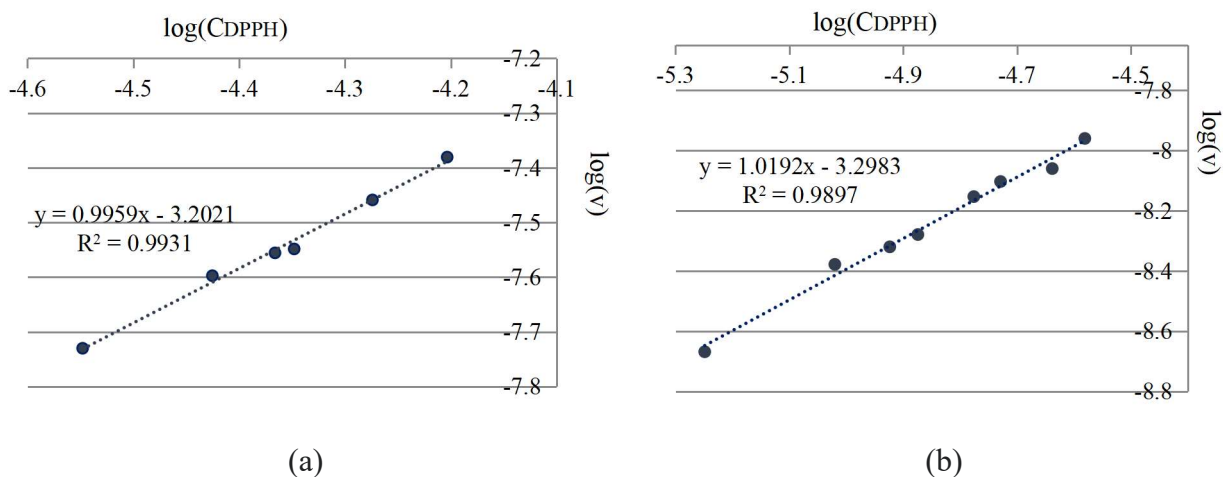 log(CDPPH)
-7.2
-4.6 -4.5 -4.4 -4.3 -4.2 -4.1
-7.3
-7.4
-7.5
-7.6
-7.7
-7.8
log(v)
y = 0.9959x - 3.2021
R² = 0.9931
(a)
log(CDPPH)
-5.3 -5.1 -4.9 -4.7 -4.5
-7.8
-8
-8.2
-8.4
-8.6
-8.8
log(v)
y = 1.0192x - 3.2983
R² = 0.9897
(b)